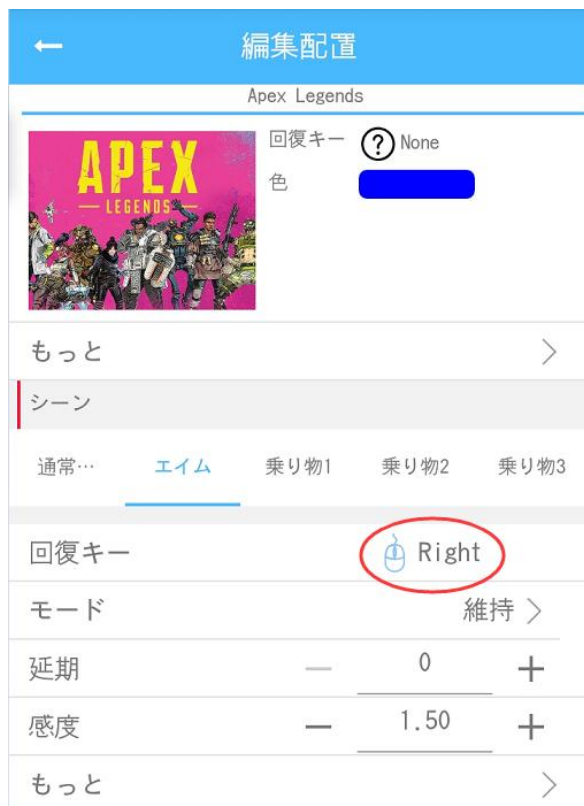 編集配置
Apex Legends
APEX
LEGENDS
回復キー ? None
色
もっと
シーン
通常… エイム 乗り物1 乗り物2 乗り物3
回復キー Right
モード 維持
延期 — 0 +
感度 — 1.50 +
もっと